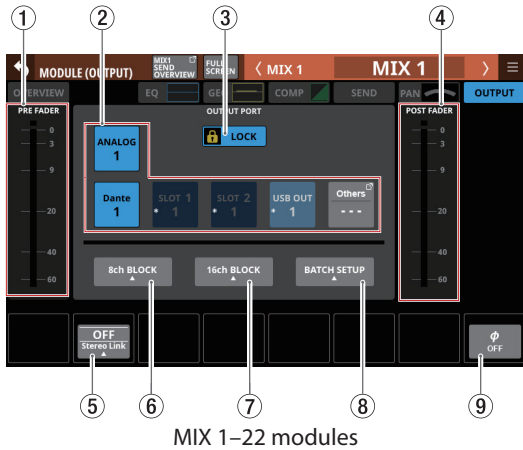 ① ② ③ ④
MODULE (OUTPUT)
MIX1 SEND OVERVIEW
FULL SCREEN
MIX 1
MIX 1
OVERVIEW
EQ
GEQ
COMP
SEND
PAN
OUTPUT
PRE FADER
OUTPUT PORT
POST FADER
LOCK
ANALOG
1
Dante
1
SLOT 1
* 1
SLOT 2
* 1
USB OUT
* 1
Others
---
0
3
9
20
40
60
0
3
9
20
40
60
8ch BLOCK
16ch BLOCK
BATCH SETUP
OFF
Stereo Link
φ
OFF
⑤ ⑥ ⑦ ⑧ ⑨
MIX 1–22 modules